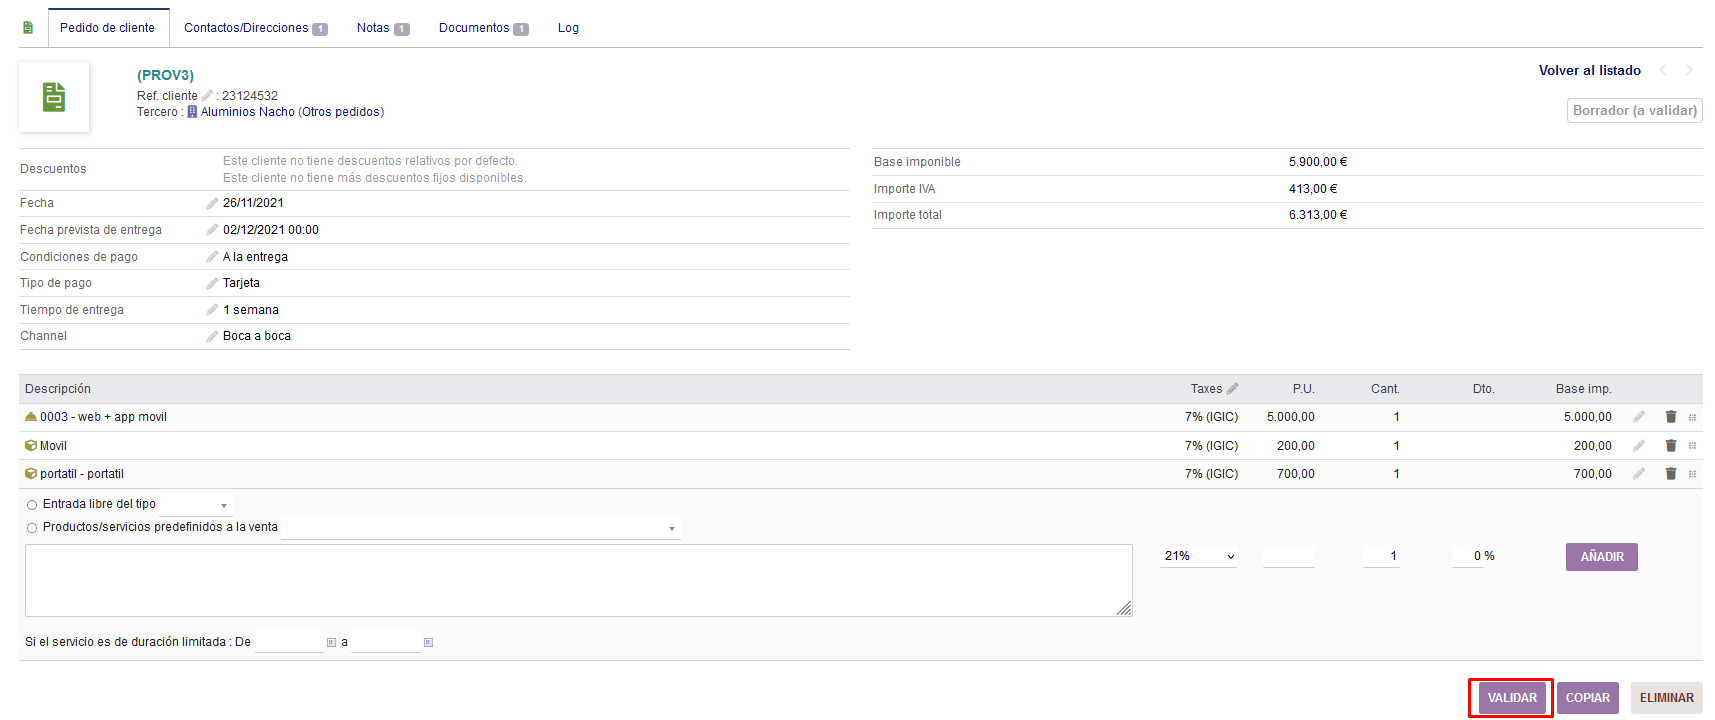 Pedido de cliente Contactos/Direcciones 1 Notas 1 Documentos 1 Log
(PROV3)
Volver al listado
Ref. cliente : 23124532
Tercero : Aluminios Nacho (Otros pedidos)
Borrador (a validar)
Descuentos Este cliente no tiene descuentos relativos por defecto.
Este cliente no tiene más descuentos fijos disponibles.
Fecha 26/11/2021
Fecha prevista de entrega 02/12/2021 00:00
Condiciones de pago A la entrega
Tipo de pago Tarjeta
Tiempo de entrega 1 semana
Channel Boca a boca
Base imponible 5.900,00 €
Importe IVA 413,00 €
Importe total 6.313,00 €
Descripción Taxes P.U. Cant. Dto. Base imp.
0003 - web + app movil 7% (IGIC) 5.000,00 1 5.000,00
Movil 7% (IGIC) 200,00 1 200,00
portatil - portatil 7% (IGIC) 700,00 1 700,00
Entrada libre del tipo
Productos/servicios predefinidos a la venta
21% 1 0 % AÑADIR
Si el servicio es de duración limitada : De a
VALIDAR COPIAR ELIMINAR